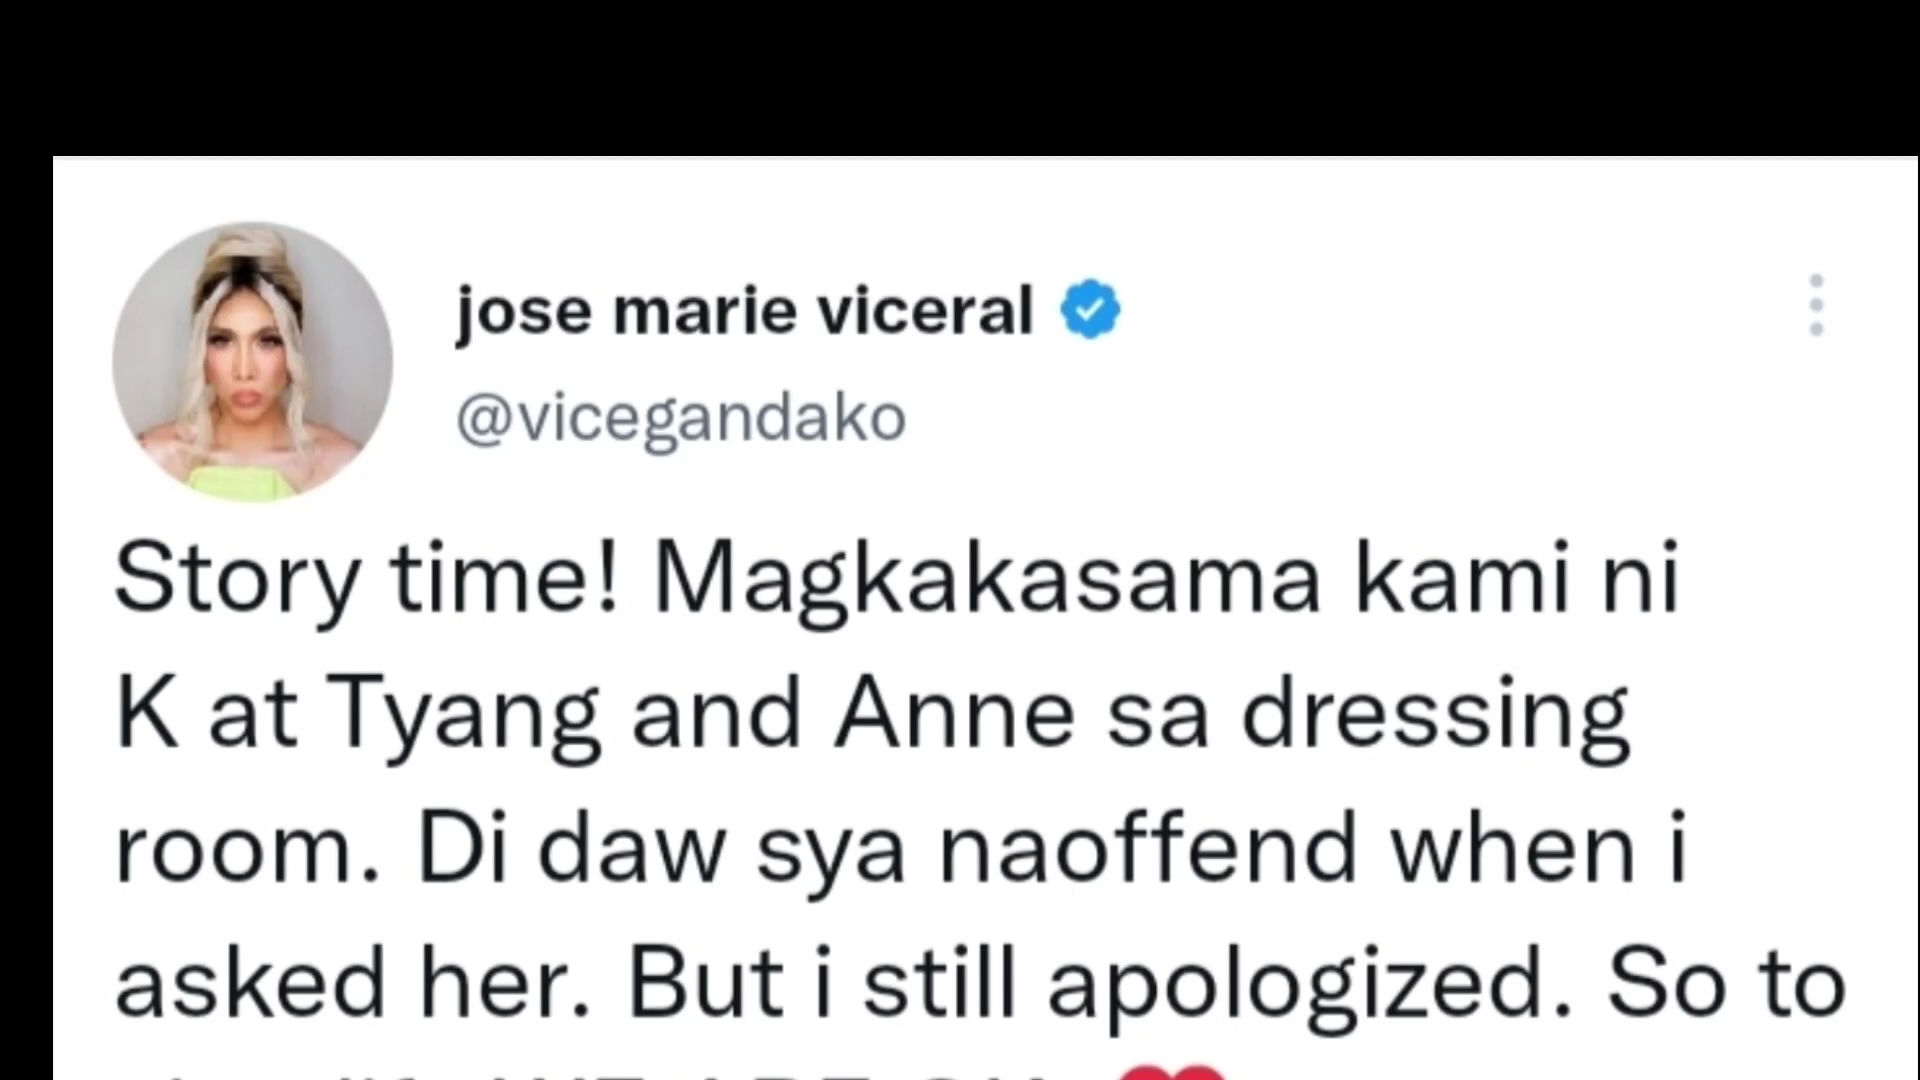 jose marie viceral
@vicegandako
Story time! Magkakasama kami ni
K at Tyang and Anne sa dressing
room. Di daw sya naoffend when i
asked her. But i still apologized. So to